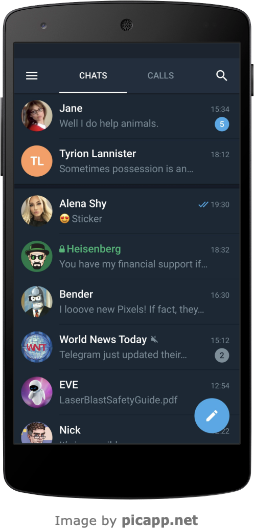 CHATS CALLS
Jane 15:34
Well I do help animals. 5
TL Tyrion Lannister 18:12
Sometimes possession is an...
Alena Shy 19:30
😍 Sticker
Heisenberg 18:32
You have my financial support if...
Bender 16:30
I looove new Pixels! If fact, they...
WNT World News Today 15:12
Telegram just updated their... 2
EVE 12:54
LaserBlastSafetyGuide.pdf
Nick :22
Image by picapp.net